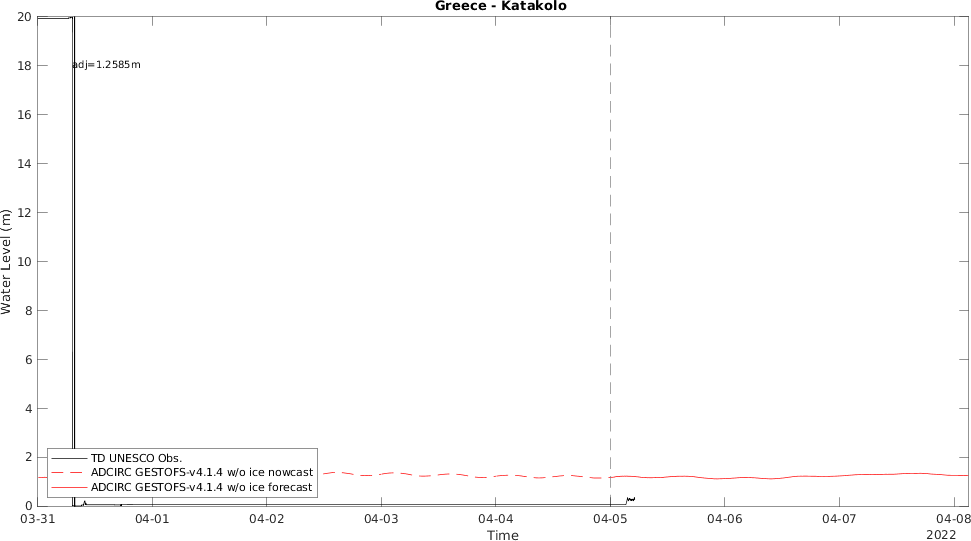 Greece - Katakolo
20
18
16
14
12
10
8
6
4
2
0
Water Level (m)
adj=1.2585m
TD UNESCO Obs.
ADCIRC GESTOFS-v4.1.4 w/o ice nowcast
ADCIRC GESTOFS-v4.1.4 w/o ice forecast
03-31 04-01 04-02 04-03 04-04 04-05 04-06 04-07 04-08
2022
Time